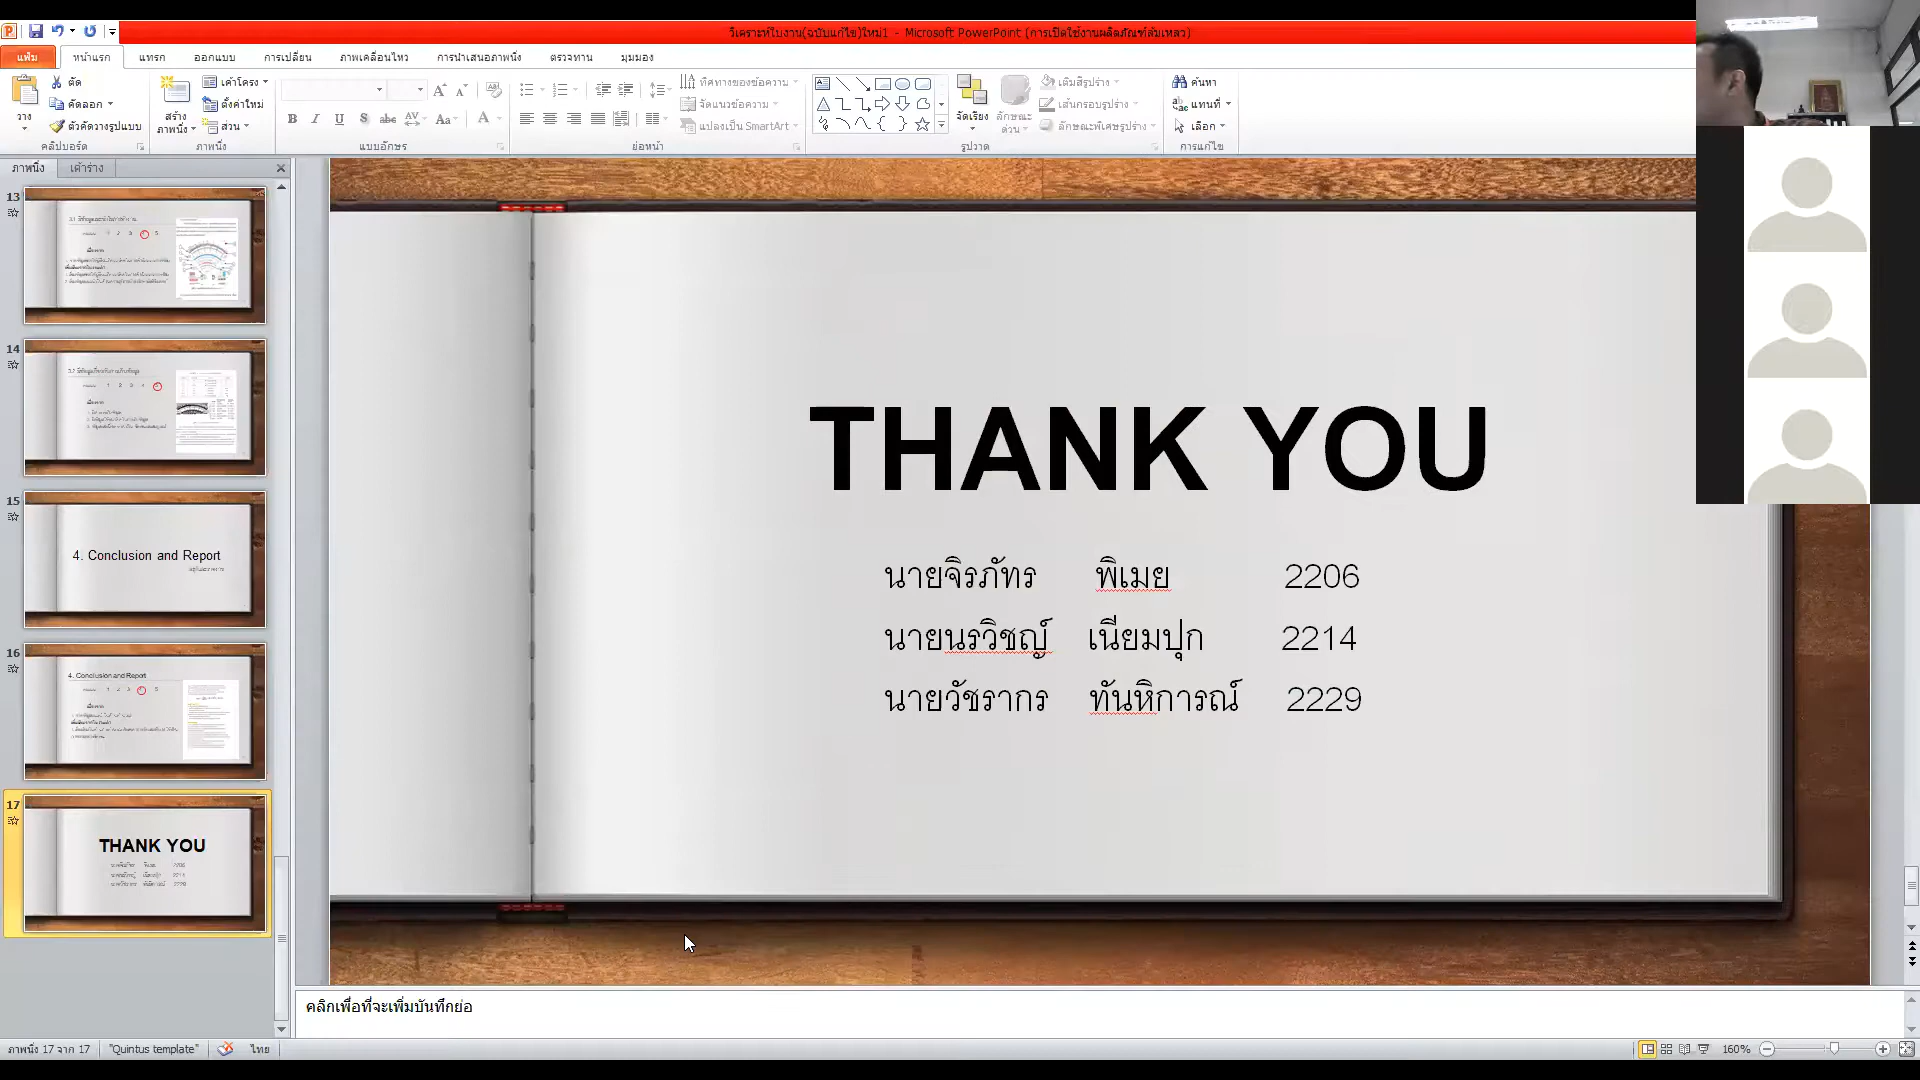 วิเคราะห์ใบงาน(ฉบับแก้ไข)ใหม่1 - Microsoft PowerPoint (การเปิดใช้งานผลิตภัณฑ์ล้มเหลว)
แฟ้ม หน้าแรก แทรก ออกแบบ การเปลี่ยน ภาพเคลื่อนไหว การนำเสนอภาพนิ่ง ตรวจทาน มุมมอง
วาง
ตัด
คัดลอก
ตัวคัดวางรูปแบบ
คลิปบอร์ด
สร้าง
ภาพนิ่ง
เค้าโครง
ตั้งค่าใหม่
ส่วน
ภาพนิ่ง
แบบอักษร
ทิศทางของข้อความ
จัดแนวข้อความ
แปลงเป็น SmartArt
ย่อหน้า
จัดเรียง
ลักษณะ
ด่วน
เติมสีรูปร่าง
เส้นกรอบรูปร่าง
ลักษณะพิเศษรูปร่าง
รูปวาด
ค้นหา
แทนที่
เลือก
การแก้ไข
ภาพนิ่ง เค้าร่าง
13
1 2 3 5
14
1 2 3 4
15
4. Conclusion and Report
16
4. Conclusion and Report
1 2 3 5
17
THANK YOU
THANK YOU
นายจิรภัทร พิเมย 2206
นายนรวิชญ์ เนียมปุก 2214
นายวัชรากร ทันหิการณ์ 2229
คลิกเพื่อที่จะเพิ่มบันทึกย่อ
ภาพนิ่ง 17 จาก 17 "Quintus template" ไทย 160%